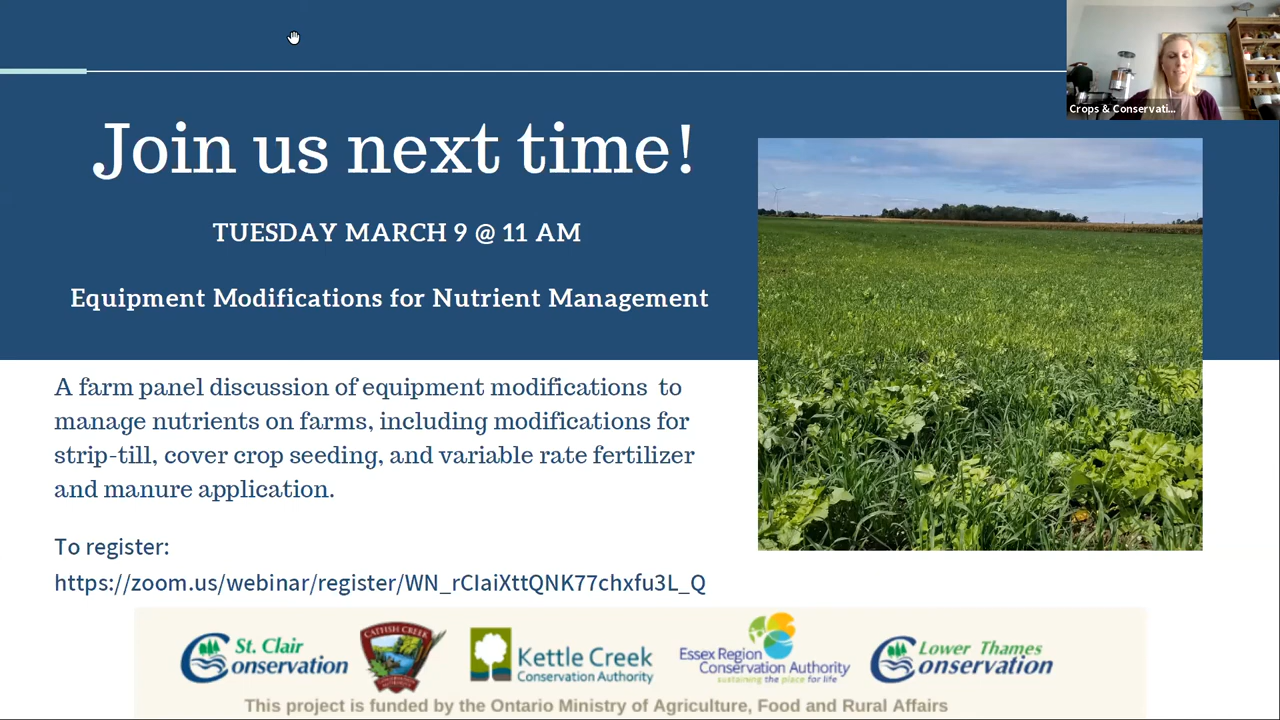 Crops & Conservati...
Join us next time!
TUESDAY MARCH 9 @ 11 AM
Equipment Modifications for Nutrient Management
A farm panel discussion of equipment modifications to
manage nutrients on farms, including modifications for
strip-till, cover crop seeding, and variable rate fertilizer
and manure application.
To register:
https://zoom.us/webinar/register/WN_rCIaiXttQNK77chxfu3L_Q
St. Clair
Conservation
CATFISH CREEK
Kettle Creek
Conservation Authority
Essex Region
Conservation Authority
sustaining the place for life
Lower Thames
Conservation
This project is funded by the Ontario Ministry of Agriculture, Food and Rural Affairs